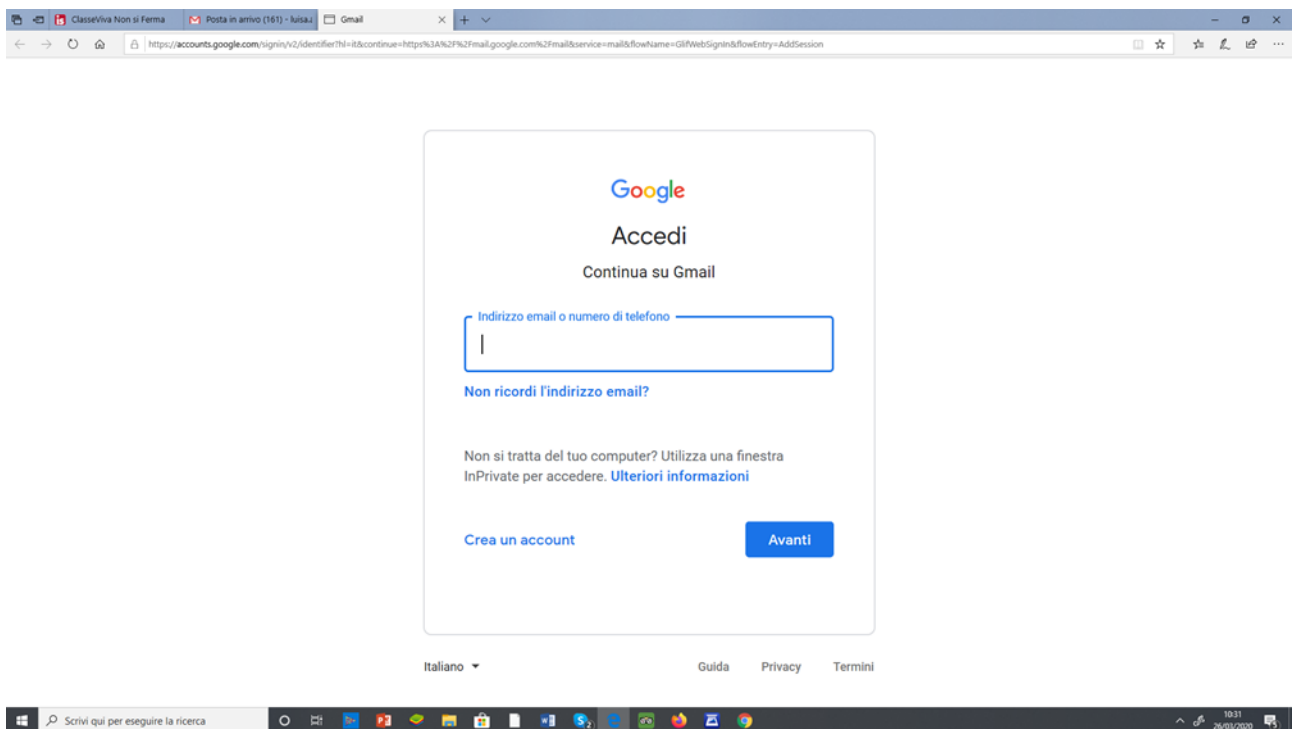 ClasseViva Non si Ferma
Posta in arrivo (161) - luisa.i
Gmail
https://accounts.google.com/signin/v2/identifier?hl=it&continue=https%3A%2F%2Fmail.google.com%2Fmail&service=mail&flowName=GlifWebSignIn&flowEntry=AddSession
Google
Accedi
Continua su Gmail
Indirizzo email o numero di telefono
Non ricordi l'indirizzo email?
Non si tratta del tuo computer? Utilizza una finestra
InPrivate per accedere. Ulteriori informazioni
Crea un account
Avanti
Italiano
Guida Privacy Termini
Scrivi qui per eseguire la ricerca
10:31
26/03/2020